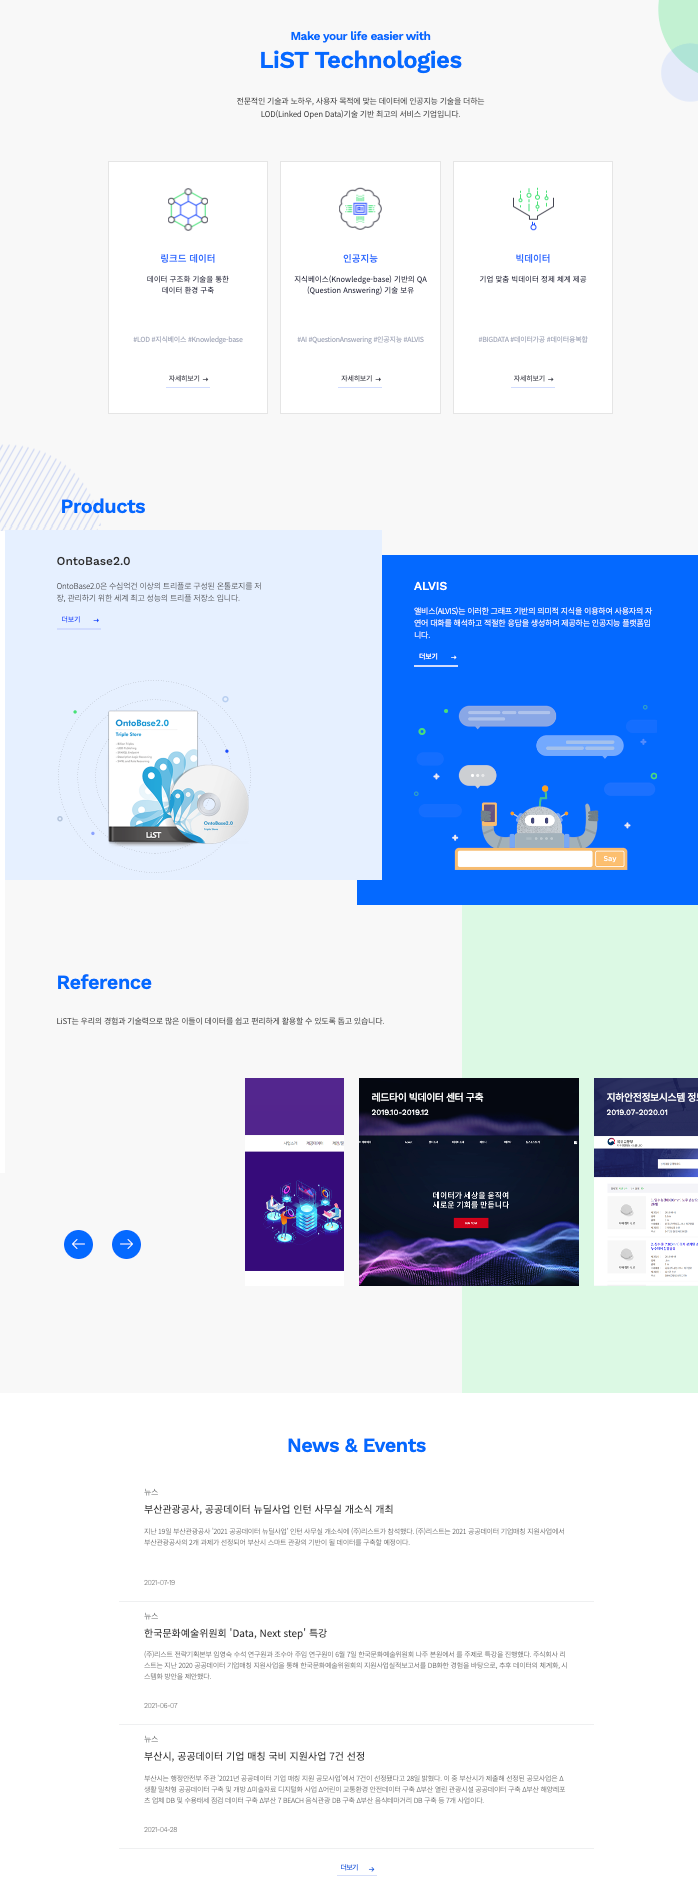 Make your life easier with
LiST Technologies
전문적인 기술과 노하우, 사용자 목적에 맞는 데이터에 인공지능 기술을 더하는
LOD(Linked Open Data)기술 기반 최고의 서비스 기업입니다.
링크드 데이터
데이터 구조화 기술을 통한
데이터 환경 구축
#LOD #지식베이스 #Knowledge-base
자세히보기 →
인공지능
지식베이스(Knowledge-base) 기반의 QA
(Question Answering) 기술 보유
#AI #QuestionAnswering #인공지능 #ALVIS
자세히보기 →
빅데이터
기업 맞춤 빅데이터 정제 체계 제공
#BIGDATA #데이터가공 #데이터융복합
자세히보기 →
Products
OntoBase2.0
OntoBase2.0은 수십억건 이상의 트리플로 구성된 온톨로지를 저
장, 관리하기 위한 세계 최고 성능의 트리플 저장소 입니다.
더보기 →
OntoBase2.0
Triple Store
LiST
OntoBase2.0
ALVIS
앨비스(ALVIS)는 이러한 그래프 기반의 의미적 지식을 이용하여 사용자의 자
연어 대화를 해석하고 적절한 응답을 생성하여 제공하는 인공지능 플랫폼입
니다.
더보기 →
Say
Reference
LiST는 우리의 경험과 기술력으로 많은 이들이 데이터를 쉽고 편리하게 활용할 수 있도록 돕고 있습니다.
레드타이 빅데이터 센터 구축
2019.10-2019.12
데이터가 세상을 움직여
새로운 기회를 만듭니다
지하안전정보시스템 정보
2019.07-2020.01
News & Events
뉴스
부산관광공사, 공공데이터 뉴딜사업 인턴 사무실 개소식 개최
지난 19일 부산관광공사 '2021 공공데이터 뉴딜사업' 인턴 사무실 개소식에 (주)리스트가 참석했다. (주)리스트는 2021 공공데이터 기업매칭 지원사업에서
부산관광공사의 2개 과제가 선정되어 부산시 스마트 관광의 기반이 될 데이터를 구축할 예정이다.
2021-07-19
뉴스
한국문화예술위원회 'Data, Next step' 특강
(주)리스트 전략기획본부 임명숙 수석 연구원과 조수아 주임 연구원이 6월 7일 한국문화예술위원회 나주 본원에서 를 주제로 특강을 진행했다. 주식회사 리
스트는 지난 2020 공공데이터 기업매칭 지원사업을 통해 한국문화예술위원회의 지원사업실적보고서를 DB화한 경험을 바탕으로, 추후 데이터의 체계화, 시
스템화 방안을 제안했다.
2021-06-07
뉴스
부산시, 공공데이터 기업 매칭 국비 지원사업 7건 선정
부산시는 행정안전부 주관 '2021년 공공데이터 기업 매칭 지원 공모사업'에서 7건이 선정됐다고 28일 밝혔다. 이 중 부산시가 제출해 선정된 공모사업은 Δ
생활 밀착형 공공데이터 구축 및 개방 Δ미술자료 디지털화 사업 Δ어린이 교통환경 안전데이터 구축 Δ부산 열린 관광시설 공공데이터 구축 Δ부산 해양레포
츠 업체 DB 및 수용태세 점검 데이터 구축 Δ부산 7 BEACH 음식관광 DB 구축 Δ부산 음식테마거리 DB 구축 등 7개 사업이다.
2021-04-28
더보기 →